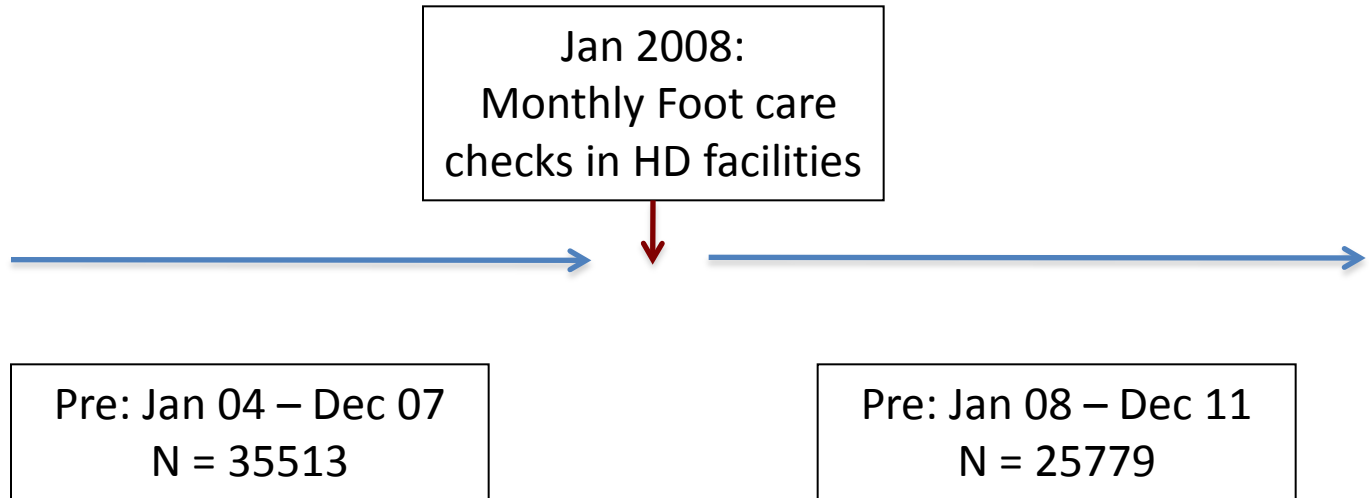 Jan 2008:
Monthly Foot care
checks in HD facilities
Pre: Jan 04 – Dec 07
N = 35513
Pre: Jan 08 – Dec 11
N = 25779